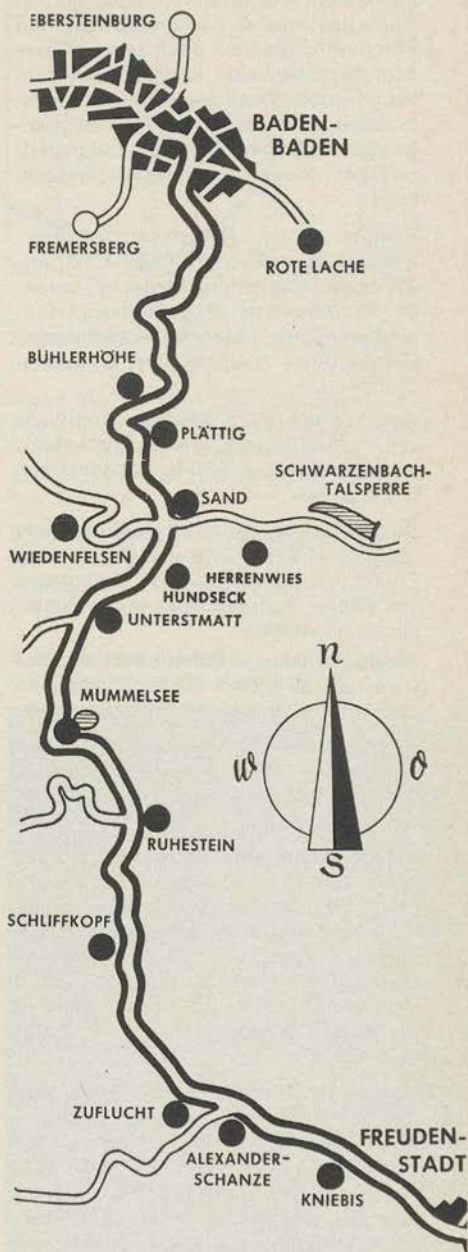 EBERSTEINBURG
BADEN-
BADEN
FREMERSBERG
ROTE LACHE
BÜHLERHÖHE
PLÄTTIG
SCHWARZENBACH-
TALSPERRE
SAND
WIEDENFELSEN
HERRENWIES
HUNDSECK
UNTERSTMATT
MUMMELSEE
n
w
o
S
RUHESTEIN
SCHLIFFKOPF
ZUFLUCHT
ALEXANDER-
SCHANZE
KNIEBIS
FREUDEN-
STADT